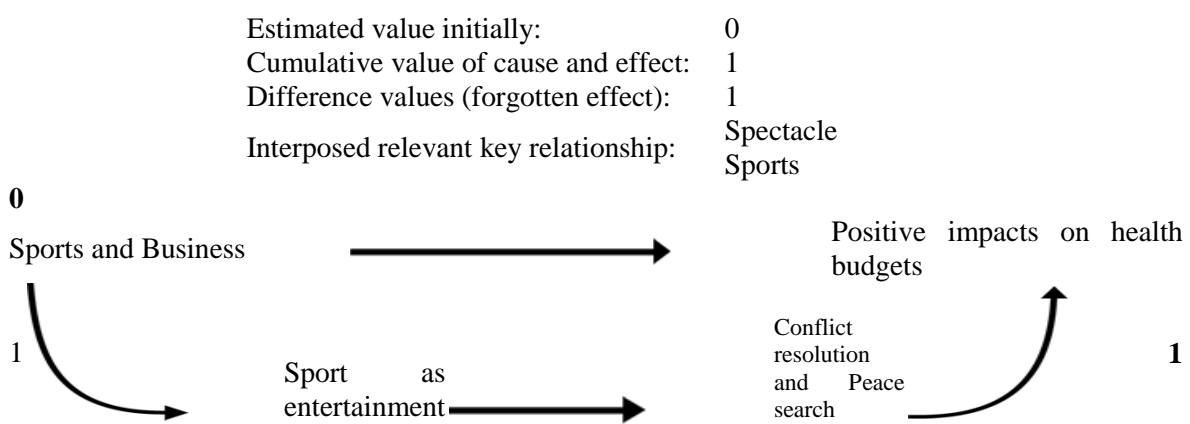 Estimated value initially: 0
Cumulative value of cause and effect: 1
Difference values (forgotten effect): 1
Interposed relevant key relationship: Spectacle
Sports
0
Sports and Business
Positive impacts on health
budgets
1
Sport as
entertainment
Conflict
resolution
and Peace
search
1